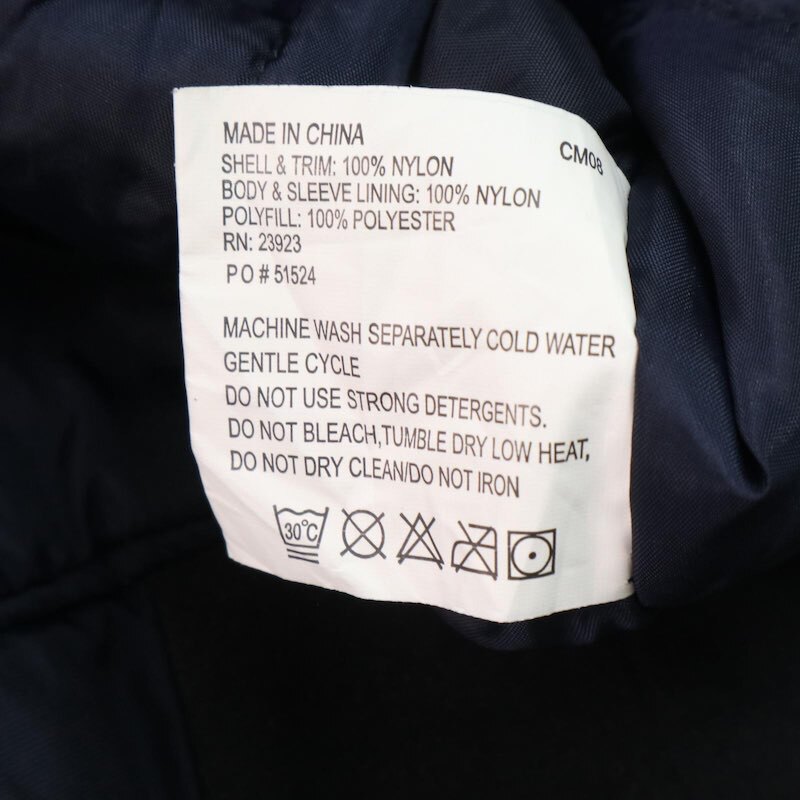 MADE IN CHINA
CM08
SHELL & TRIM: 100% NYLON
BODY & SLEEVE LINING: 100% NYLON
POLYFILL: 100% POLYESTER
RN: 23923
PO # 51524
MACHINE WASH SEPARATELY COLD WATER
GENTLE CYCLE
DO NOT USE STRONG DETERGENTS.
DO NOT BLEACH,TUMBLE DRY LOW HEAT,
DO NOT DRY CLEAN/DO NOT IRON
30°C